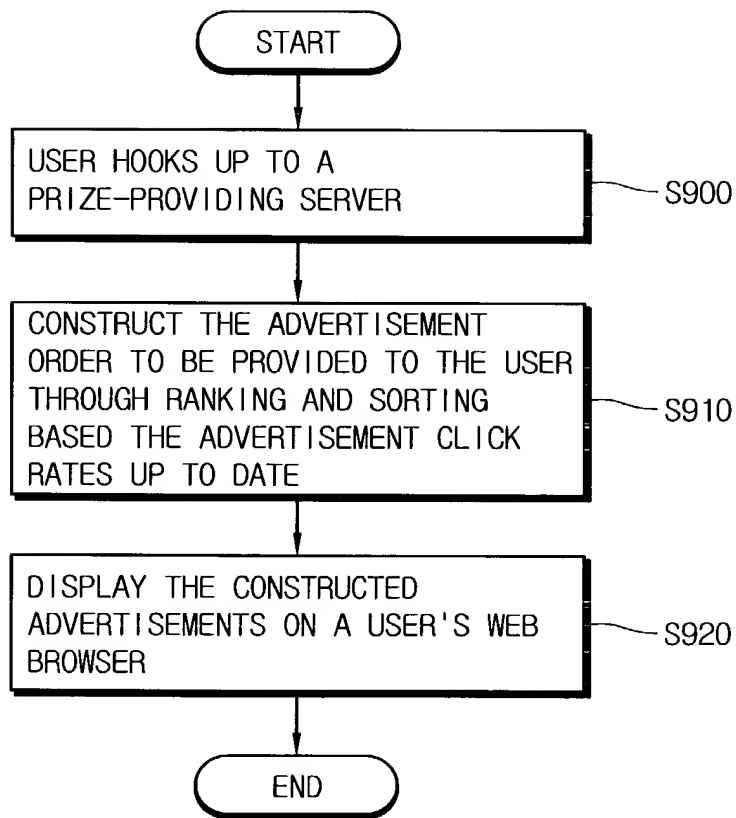 START
USER HOOKS UP TO A
PRIZE-PROVIDING SERVER
S900
CONSTRUCT THE ADVERTISEMENT
ORDER TO BE PROVIDED TO THE USER
THROUGH RANKING AND SORTING
BASED THE ADVERTISEMENT CLICK
RATES UP TO DATE
S910
DISPLAY THE CONSTRUCTED
ADVERTISEMENTS ON A USER'S WEB
BROWSER
S920
END